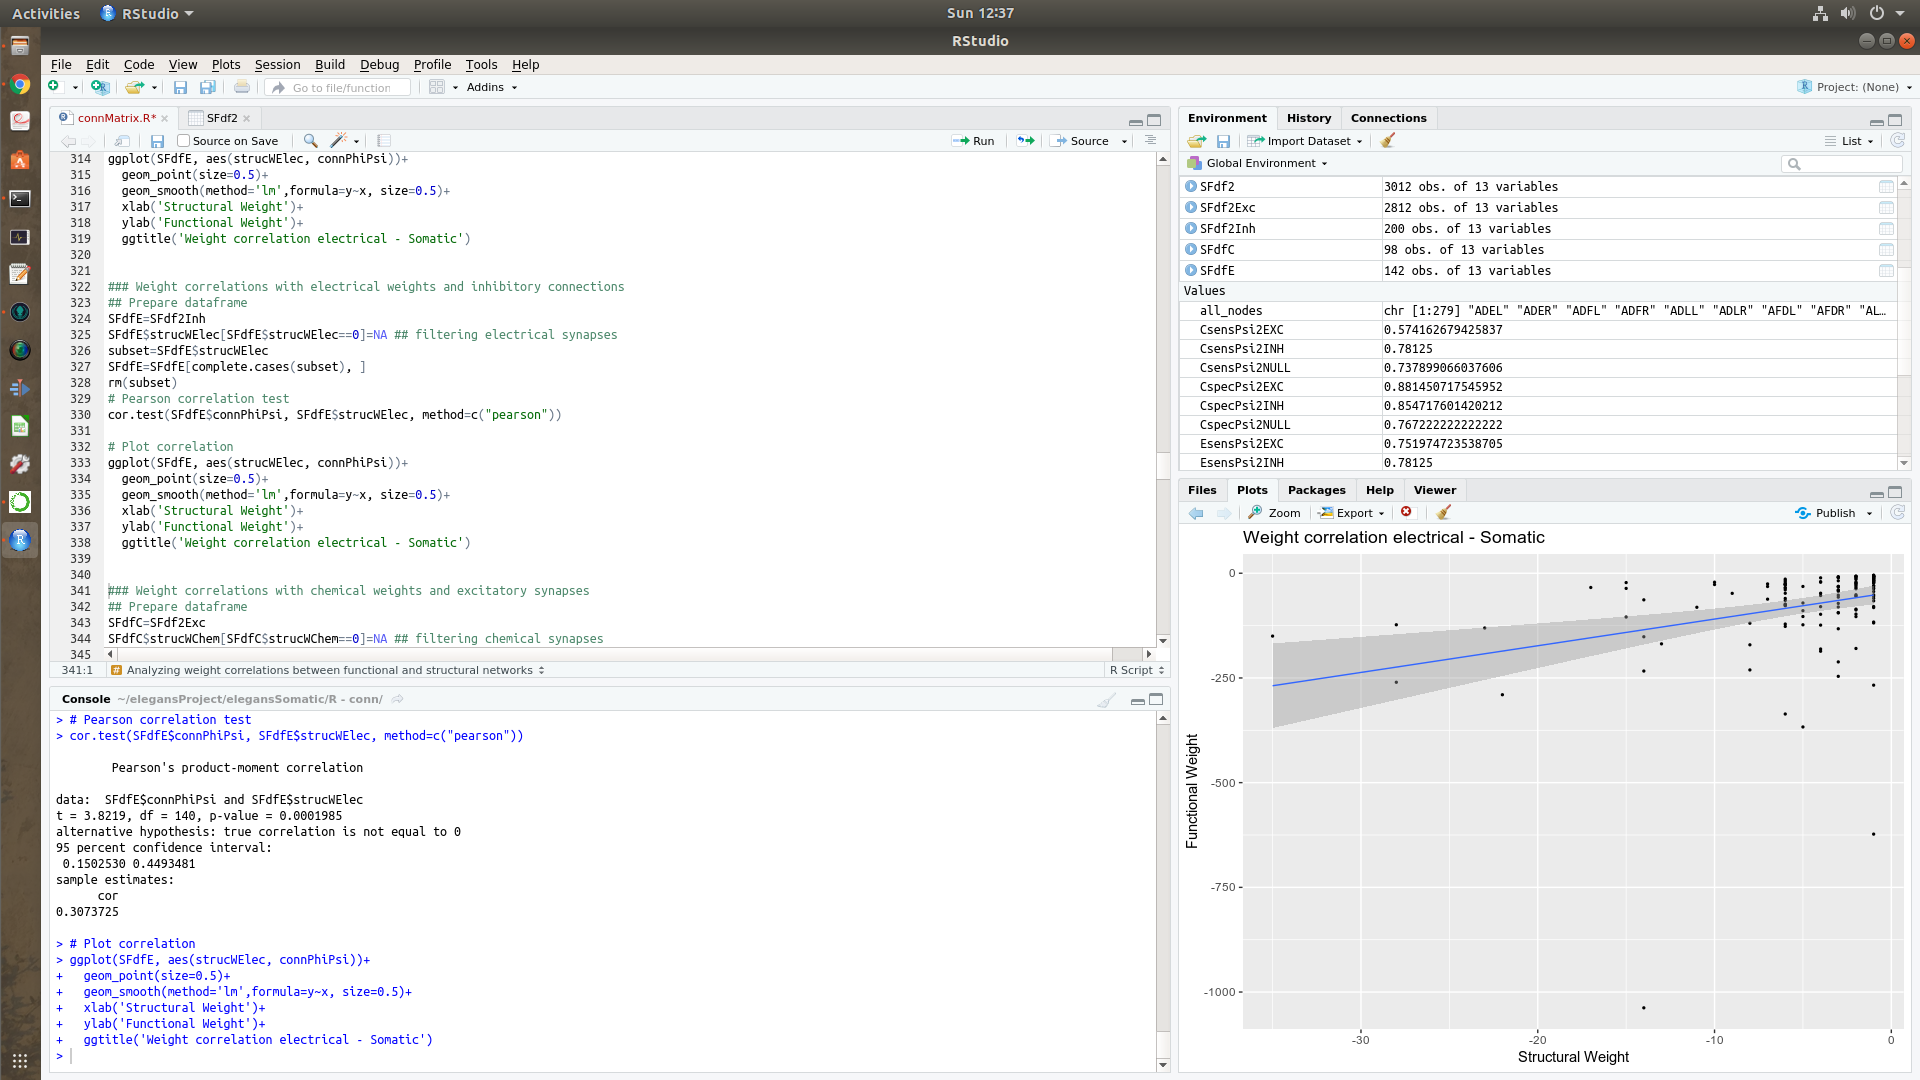 Activities
RStudio
Sun 12:37
RStudio
File Edit Code View Plots Session Build Debug Profile Tools Help
Go to file/function
Addins
Project: (None)
connMatrix.R*
SFdf2
Source on Save
Run
Source
314 ggplot(SFdfE, aes(strucWElec, connPhiPsi))+
315   geom_point(size=0.5)+
316   geom_smooth(method='lm',formula=y~x, size=0.5)+
317   xlab('Structural Weight')+
318   ylab('Functional Weight')+
319   ggtitle('Weight correlation electrical - Somatic')
320
321
322 ### Weight correlations with electrical weights and inhibitory connections
323 ## Prepare dataframe
324 SFdfE=SFdf2Inh
325 SFdfE$strucWElec[SFdfE$strucWElec==0]=NA ## filtering electrical synapses
326 subset=SFdfE$strucWElec
327 SFdfE=SFdfE[complete.cases(subset), ]
328 rm(subset)
329 # Pearson correlation test
330 cor.test(SFdfE$connPhiPsi, SFdfE$strucWElec, method=c("pearson"))
331
332 # Plot correlation
333 ggplot(SFdfE, aes(strucWElec, connPhiPsi))+
334   geom_point(size=0.5)+
335   geom_smooth(method='lm',formula=y~x, size=0.5)+
336   xlab('Structural Weight')+
337   ylab('Functional Weight')+
338   ggtitle('Weight correlation electrical - Somatic')
339
340
341 ### Weight correlations with chemical weights and excitatory synapses
342 ## Prepare dataframe
343 SFdfC=SFdf2Exc
344 SFdfC$strucWChem[SFdfC$strucWChem==0]=NA ## filtering chemical synapses
345
341:1
# Analyzing weight correlations between functional and structural networks
R Script
Console ~/elegansProject/elegansSomatic/R - conn/
> # Pearson correlation test
> cor.test(SFdfE$connPhiPsi, SFdfE$strucWElec, method=c("pearson"))
Pearson's product-moment correlation
data:  SFdfE$connPhiPsi and SFdfE$strucWElec
t = 3.8219, df = 140, p-value = 0.0001985
alternative hypothesis: true correlation is not equal to 0
95 percent confidence interval:
0.1502530 0.4493481
sample estimates:
cor
0.3073725
> # Plot correlation
> ggplot(SFdfE, aes(strucWElec, connPhiPsi))+
+   geom_point(size=0.5)+
+   geom_smooth(method='lm',formula=y~x, size=0.5)+
+   xlab('Structural Weight')+
+   ylab('Functional Weight')+
+   ggtitle('Weight correlation electrical - Somatic')
>
Environment History Connections
Import Dataset
List
Global Environment
SFdf2 3012 obs. of 13 variables
SFdf2Exc 2812 obs. of 13 variables
SFdf2Inh 200 obs. of 13 variables
SFdfC 98 obs. of 13 variables
SFdfE 142 obs. of 13 variables
Values
all_nodes chr [1:279] "ADEL" "ADER" "ADFL" "ADFR" "ADLL" "ADLR" "AFDL" "AFDR" "AL…
CsensPsi2EXC 0.574162679425837
CsensPsi2INH 0.78125
CsensPsi2NULL 0.737899066037606
CspecPsi2EXC 0.881450717545952
CspecPsi2INH 0.854717601420212
CspecPsi2NULL 0.767222222222222
EsensPsi2EXC 0.751974723538705
EsensPsi2INH 0.78125
Files Plots Packages Help Viewer
Zoom
Export
Publish
Weight correlation electrical - Somatic
0
-250
-500
-750
-1000
Functional Weight
-30
-20
-10
0
Structural Weight